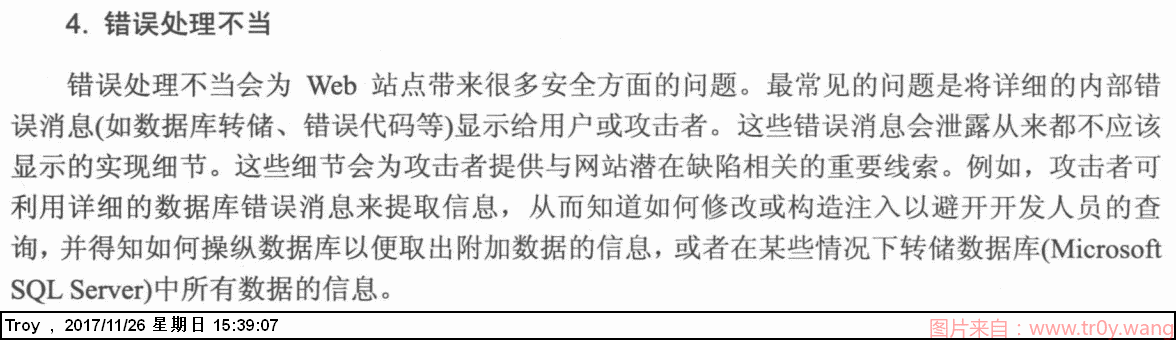 4. 错误处理不当
错误处理不当会为 Web 站点带来很多安全方面的问题。最常见的问题是将详细的内部错
误消息(如数据库转储、错误代码等)显示给用户或攻击者。这些错误消息会泄露从来都不应该
显示的实现细节。这些细节会为攻击者提供与网站潜在缺陷相关的重要线索。例如，攻击者可
利用详细的数据库错误消息来提取信息，从而知道如何修改或构造注入以避开开发人员的查
询，并得知如何操纵数据库以便取出附加数据的信息，或者在某些情况下转储数据库(Microsoft
SQL Server)中所有数据的信息。
Troy , 2017/11/26 星期日 15:39:07
图片来自：www.tr0y.wang